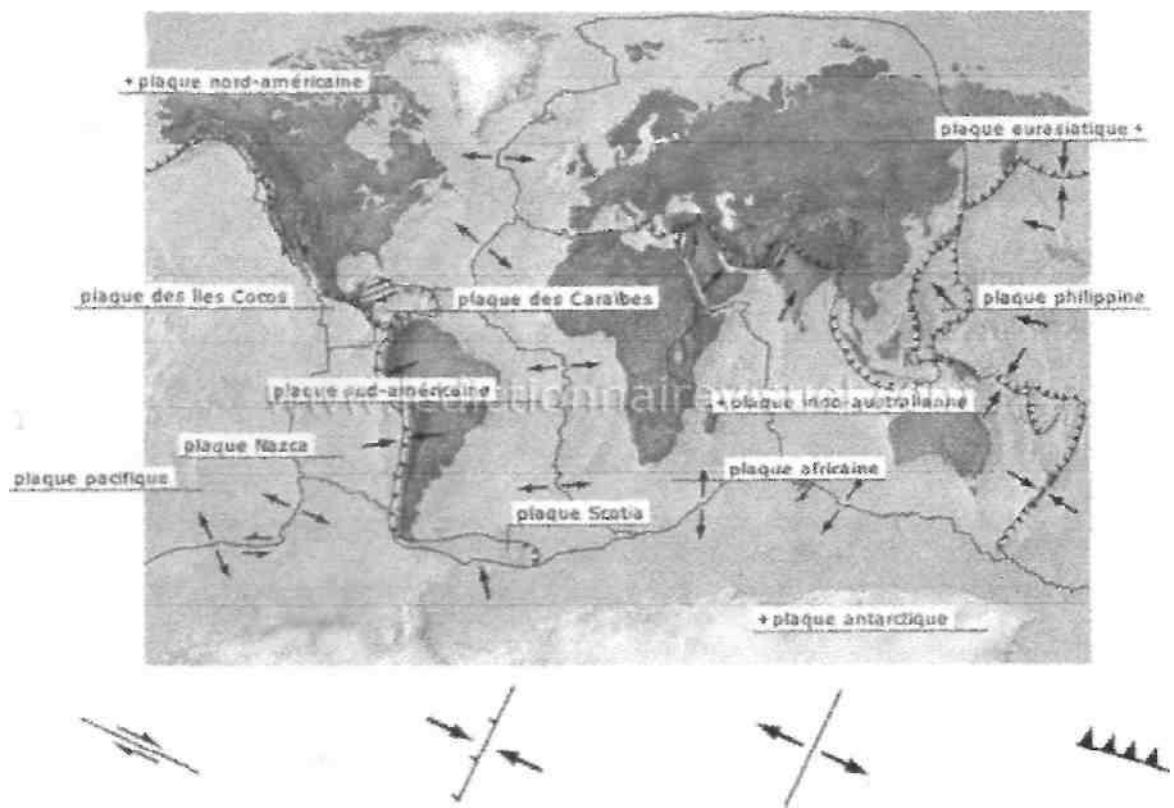 + plaque nord-américaine
plaque eurasiatique +
plaque des îles Cocos
plaque des Caraïbes
plaque philippine
plaque sud-américaine
+ plaque indo-australienne
plaque Nazca
plaque africaine
plaque pacifique
plaque Scotia
+ plaque antarctique